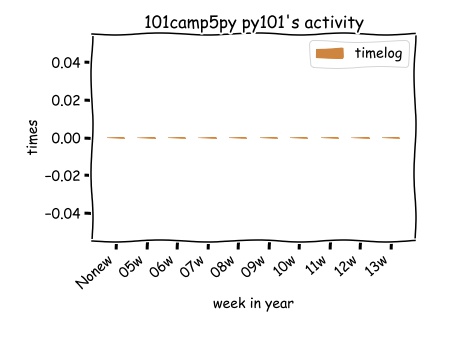 101camp5py py101's activity
timelog
times
0.04
0.02
0.00
−0.02
−0.04
Nonew 05w 06w 07w 08w 09w 10w 11w 12w 13w
week in year